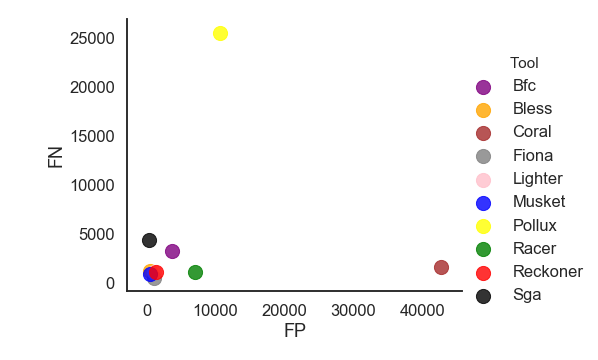 25000
20000
15000
10000
5000
0
FN
0 10000 20000 30000 40000
FP
Tool
Bfc
Bless
Coral
Fiona
Lighter
Musket
Pollux
Racer
Reckoner
Sga